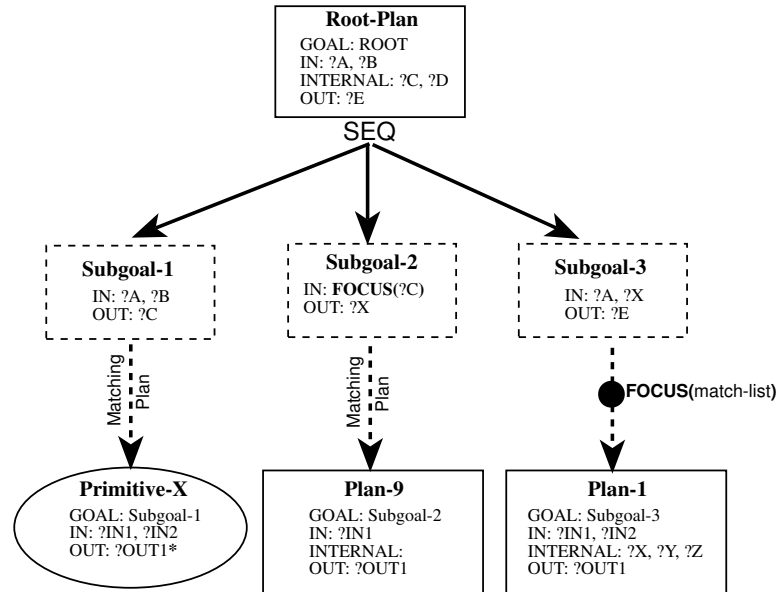 Root-Plan
GOAL: ROOT
IN: ?A, ?B
INTERNAL: ?C, ?D
OUT: ?E
SEQ
Subgoal-1
IN: ?A, ?B
OUT: ?C
Subgoal-2
IN: FOCUS(?C)
OUT: ?X
Subgoal-3
IN: ?A, ?X
OUT: ?E
Matching
Plan
Matching
Plan
FOCUS(match-list)
Primitive-X
GOAL: Subgoal-1
IN: ?IN1, ?IN2
OUT: ?OUT1*
Plan-9
GOAL: Subgoal-2
IN: ?IN1
INTERNAL:
OUT: ?OUT1
Plan-1
GOAL: Subgoal-3
IN: ?IN1, ?IN2
INTERNAL: ?X, ?Y, ?Z
OUT: ?OUT1